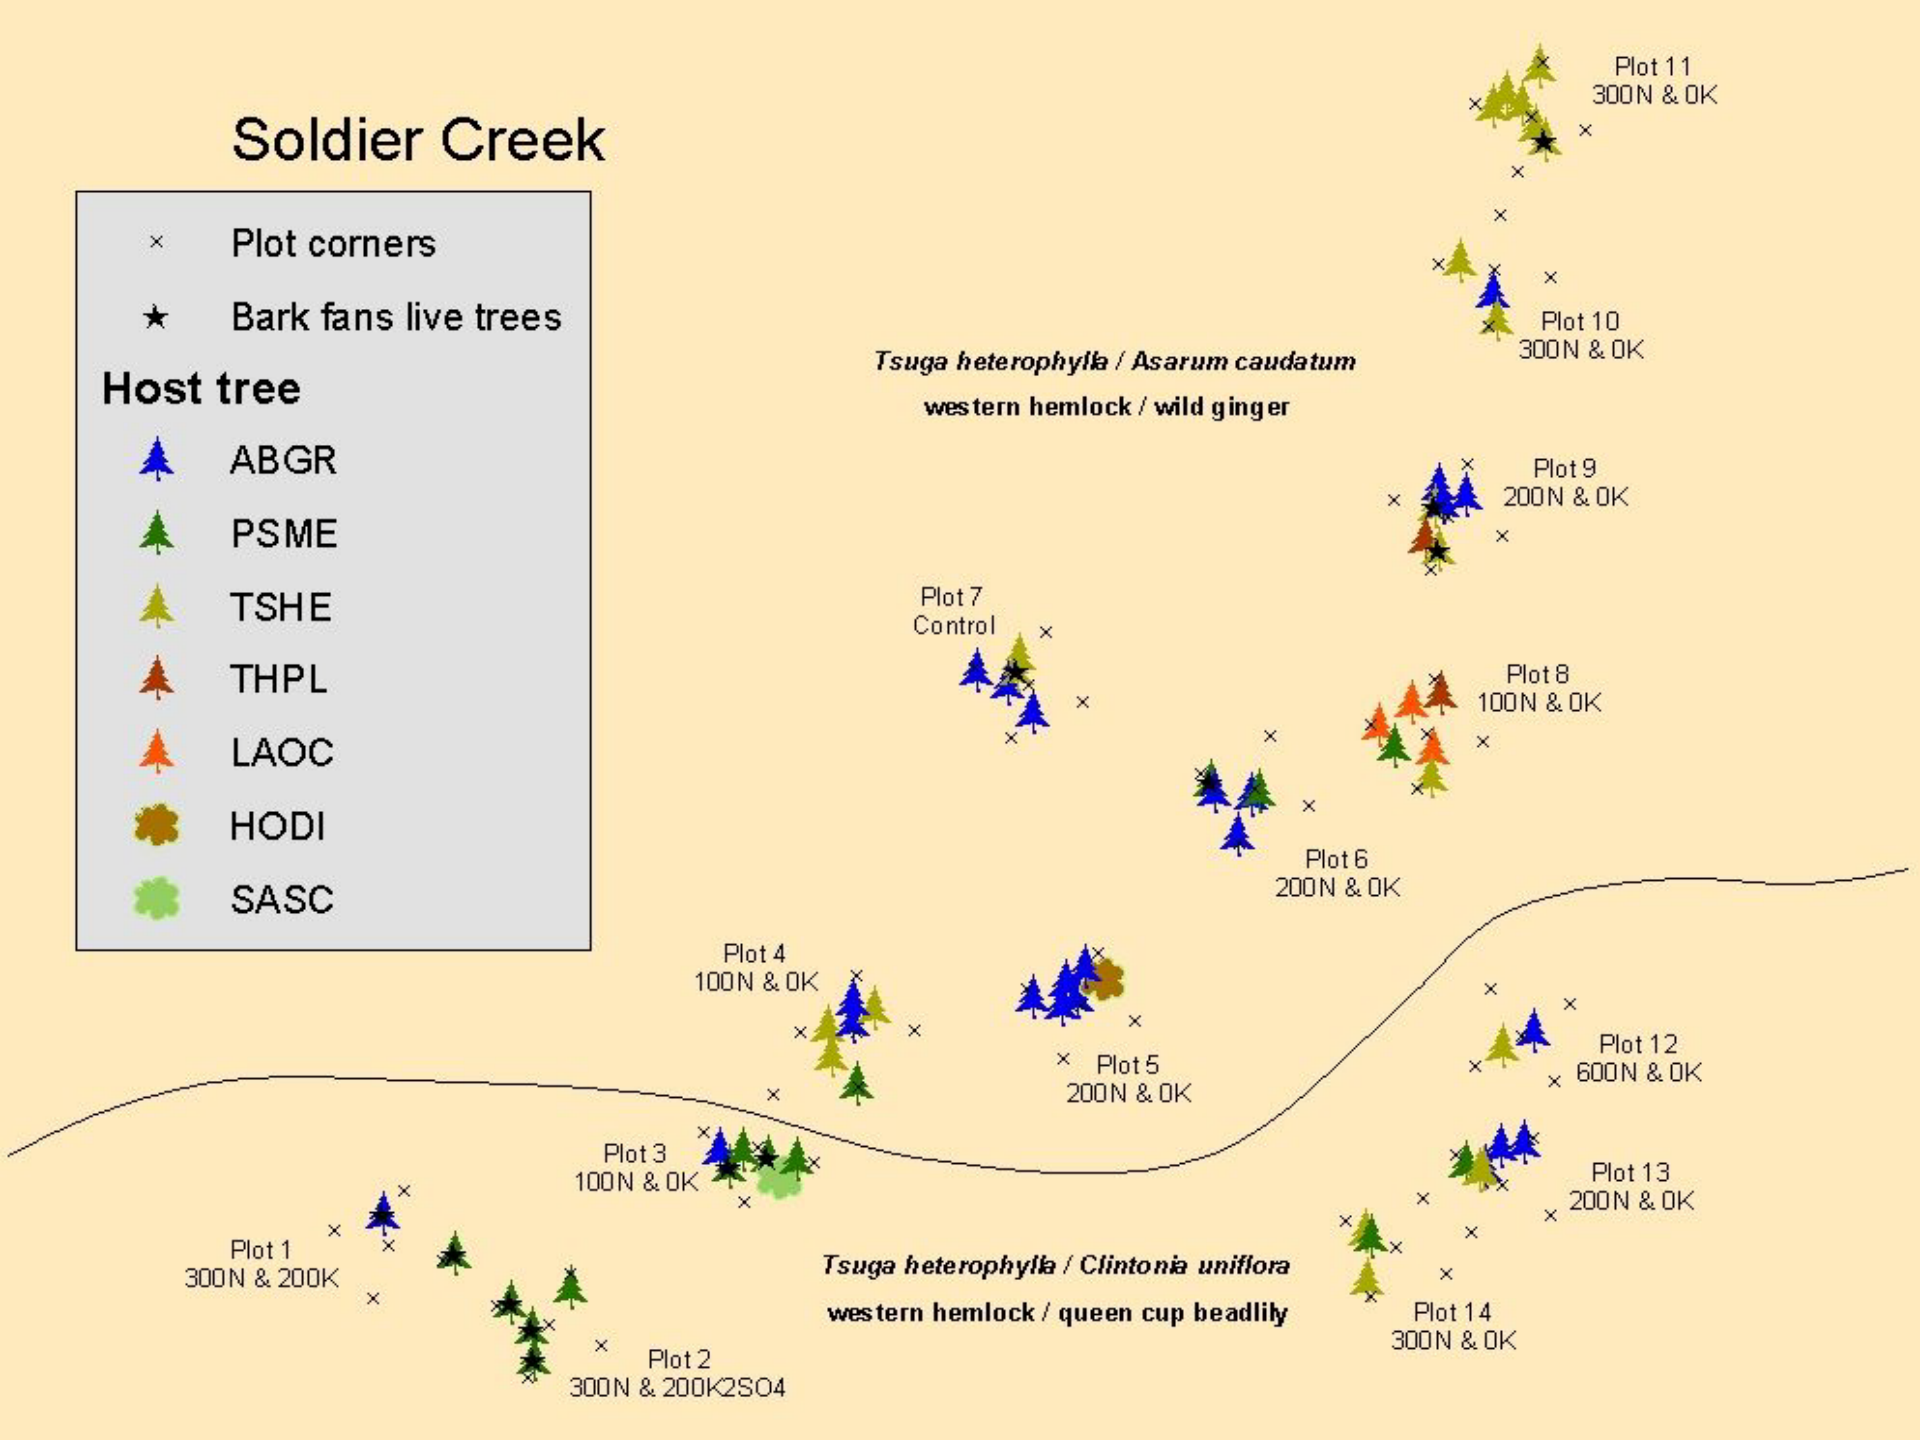 Soldier Creek
Plot corners
Bark fans live trees
Host tree
ABGR
PSME
TSHE
THPL
LAOC
HODI
SASC
Plot 11
300N & 0K
Plot 10
300N & 0K
Tsuga heterophylla / Asarum caudatum
western hemlock / wild ginger
Plot 9
200N & 0K
Plot 7
Control
Plot 8
100N & 0K
Plot 6
200N & 0K
Plot 4
100N & 0K
Plot 5
200N & 0K
Plot 12
600N & 0K
Plot 3
100N & 0K
Plot 13
200N & 0K
Plot 1
300N & 200K
Tsuga heterophylla / Clintonia uniflora
western hemlock / queen cup beadlily
Plot 14
300N & 0K
Plot 2
300N & 200K2SO4